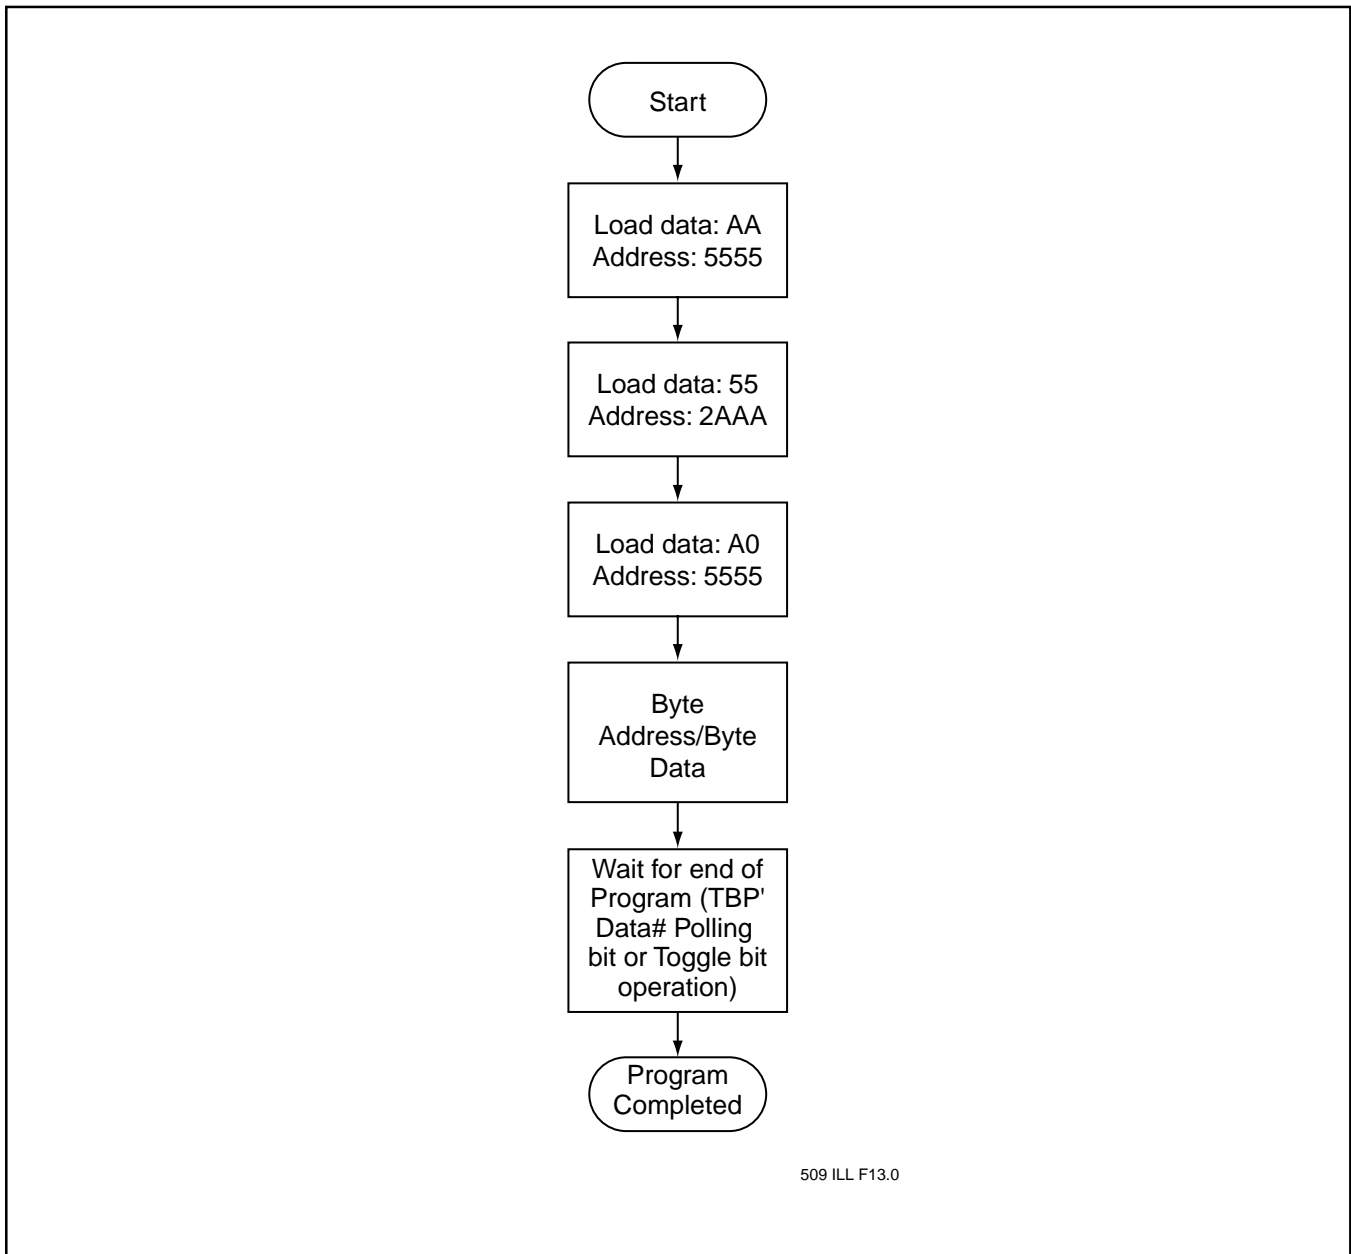 Start
Load data: AA
Address: 5555
Load data: 55
Address: 2AAA
Load data: A0
Address: 5555
Byte
Address/Byte
Data
Wait for end of
Program (TBP'
Data# Polling
bit or Toggle bit
operation)
Program
Completed
509 ILL F13.0